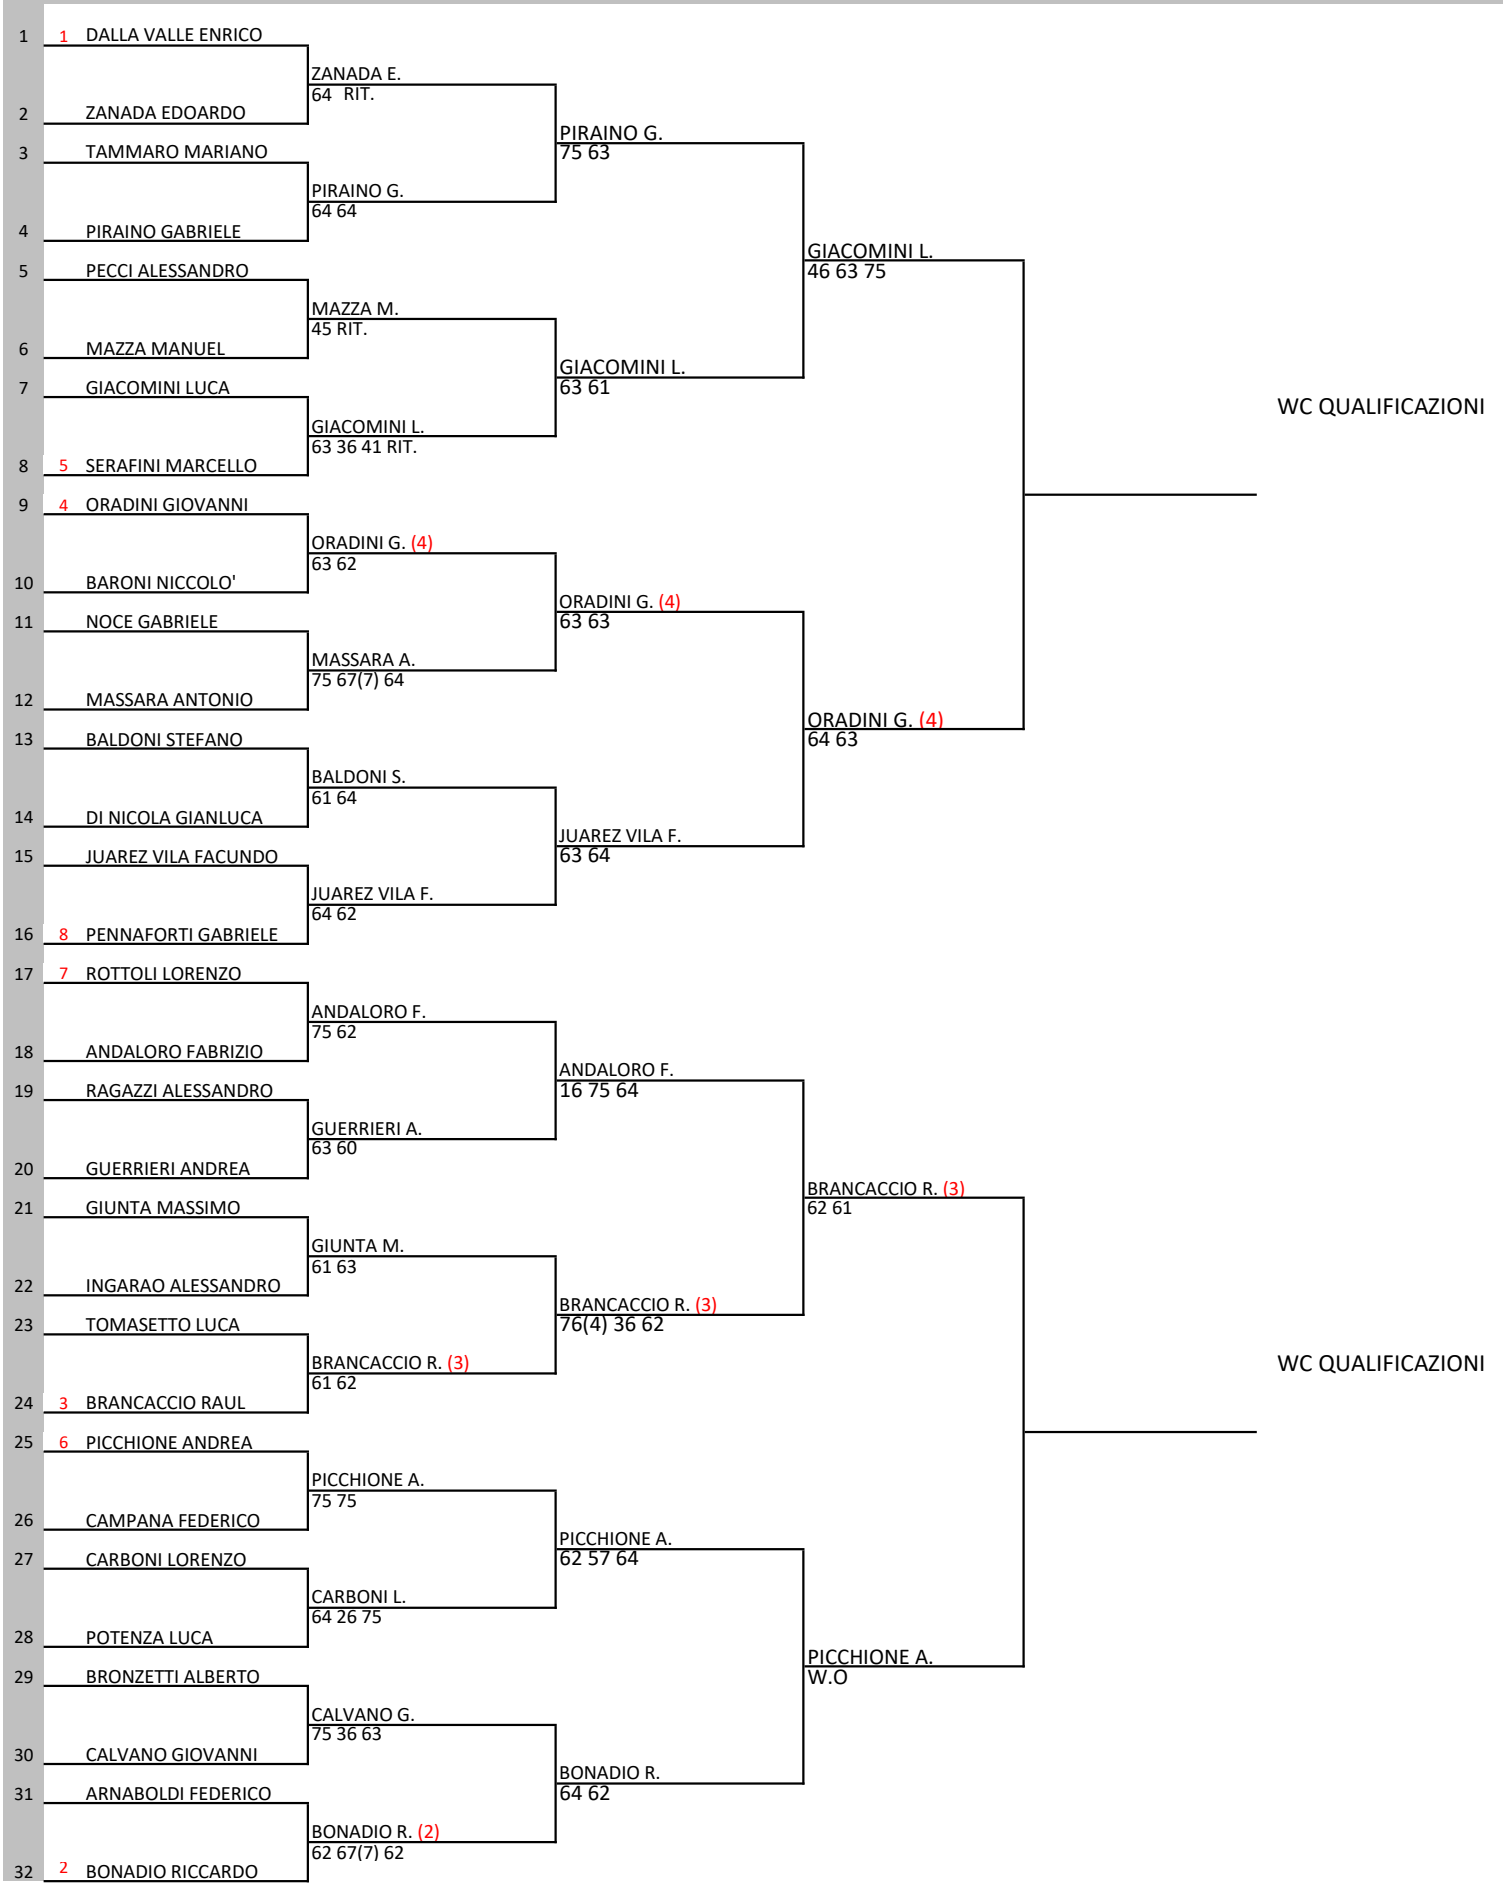 1 1 DALLA VALLE ENRICO
ZANADA E.
64 RIT.
2 ZANADA EDOARDO
PIRAINO G.
75 63
3 TAMMARO MARIANO
PIRAINO G.
64 64
4 PIRAINO GABRIELE
GIACOMINI L.
46 63 75
5 PECCI ALESSANDRO
MAZZA M.
45 RIT.
6 MAZZA MANUEL
GIACOMINI L.
63 61
7 GIACOMINI LUCA
WC QUALIFICAZIONI
GIACOMINI L.
63 36 41 RIT.
8 5 SERAFINI MARCELLO
9 4 ORADINI GIOVANNI
ORADINI G. (4)
63 62
10 BARONI NICCOLO'
ORADINI G. (4)
63 63
11 NOCE GABRIELE
MASSARA A.
75 67(7) 64
12 MASSARA ANTONIO
ORADINI G. (4)
64 63
13 BALDONI STEFANO
BALDONI S.
61 64
14 DI NICOLA GIANLUCA
JUAREZ VILA F.
63 64
15 JUAREZ VILA FACUNDO
JUAREZ VILA F.
64 62
16 8 PENNAFORTI GABRIELE
17 7 ROTTOLI LORENZO
ANDALORO F.
75 62
18 ANDALORO FABRIZIO
ANDALORO F.
16 75 64
19 RAGAZZI ALESSANDRO
GUERRIERI A.
63 60
20 GUERRIERI ANDREA
BRANCACCIO R. (3)
62 61
21 GIUNTA MASSIMO
GIUNTA M.
61 63
22 INGARAO ALESSANDRO
BRANCACCIO R. (3)
76(4) 36 62
23 TOMASETTO LUCA
WC QUALIFICAZIONI
BRANCACCIO R. (3)
61 62
24 3 BRANCACCIO RAUL
25 6 PICCHIONE ANDREA
PICCHIONE A.
75 75
26 CAMPANA FEDERICO
PICCHIONE A.
62 57 64
27 CARBONI LORENZO
CARBONI L.
64 26 75
28 POTENZA LUCA
PICCHIONE A.
W.O
29 BRONZETTI ALBERTO
CALVANO G.
75 36 63
30 CALVANO GIOVANNI
BONADIO R.
64 62
31 ARNABOLDI FEDERICO
BONADIO R. (2)
62 67(7) 62
32 2 BONADIO RICCARDO